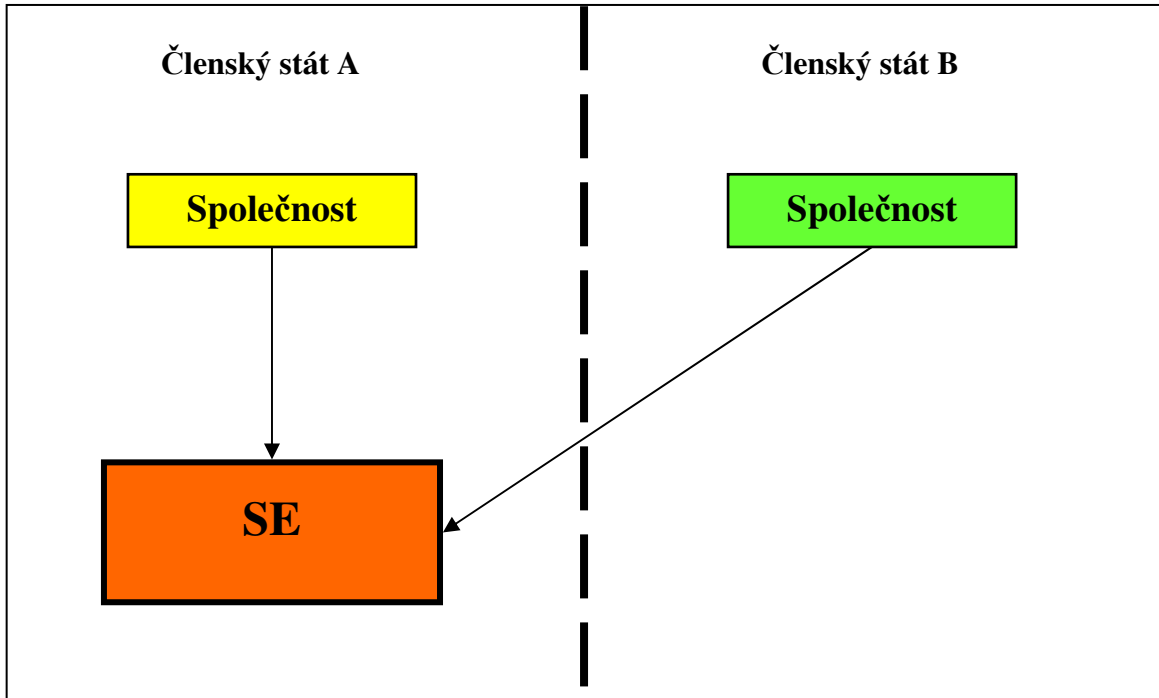 Členský stát A
Členský stát B
Společnost
Společnost
SE